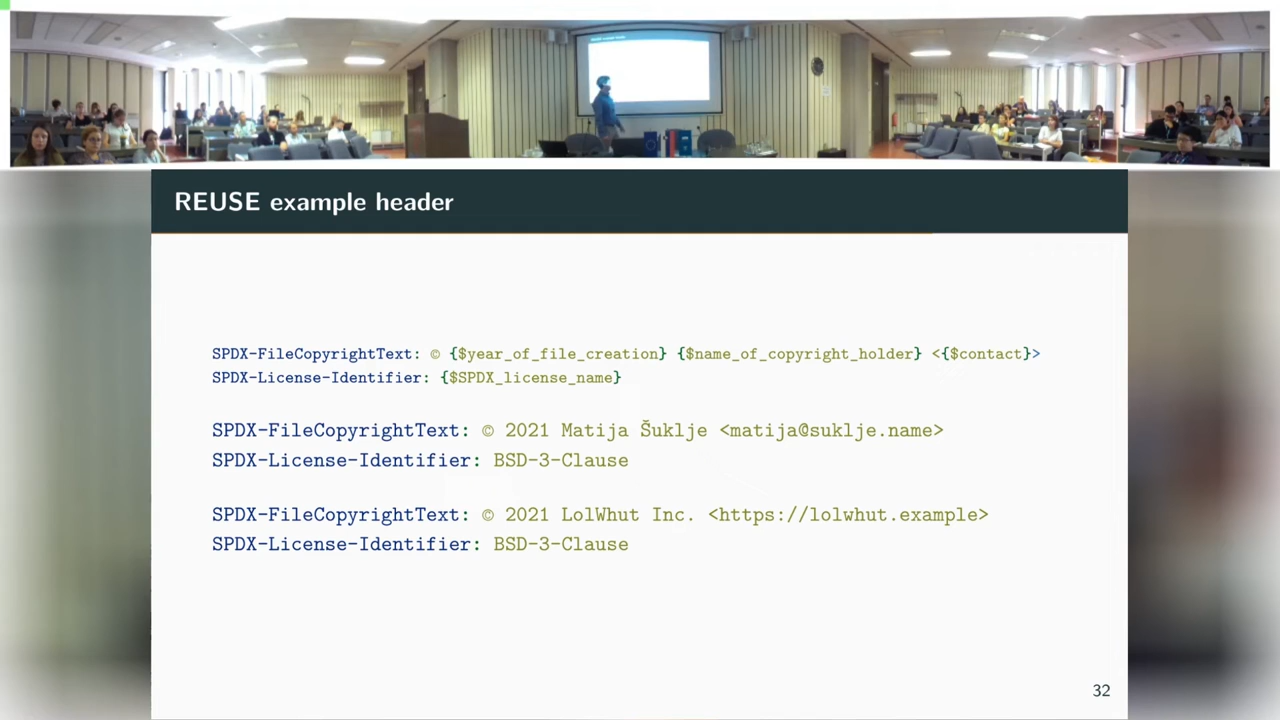 REUSE example header
SPDX-FileCopyrightText: © {$year_of_file_creation} {$name_of_copyright_holder} <{$contact}>
SPDX-License-Identifier: {$SPDX_license_name}
SPDX-FileCopyrightText: © 2021 Matija Šuklje <matija@suklje.name>
SPDX-License-Identifier: BSD-3-Clause
SPDX-FileCopyrightText: © 2021 LolWhut Inc. <https://lolwhut.example>
SPDX-License-Identifier: BSD-3-Clause
32